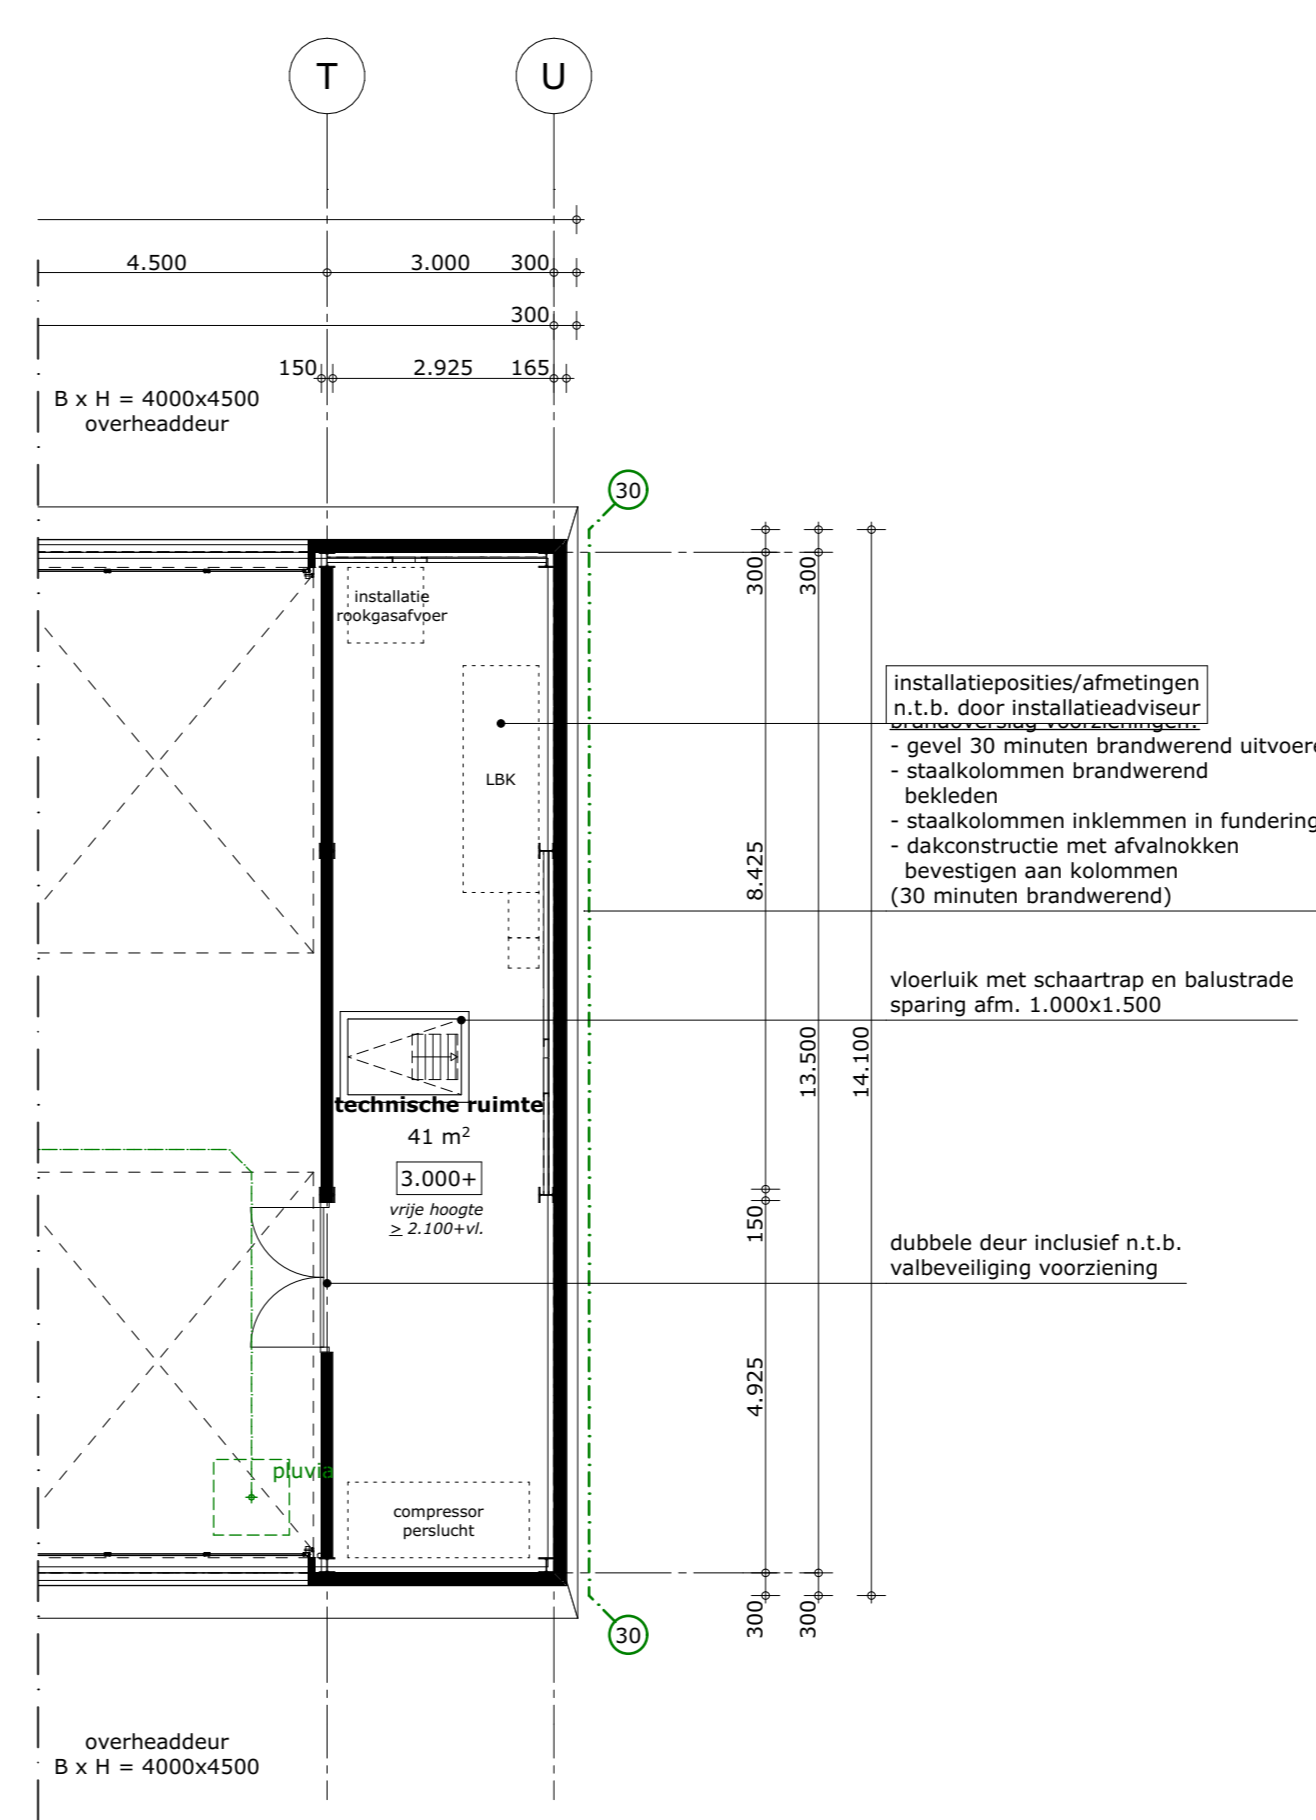 T
U
4.500
3.000
300
300
150
2.925
165
B x H = 4000x4500
overheaddeur
30
300
300
installatie
rookgasafvoer
installatieposities/afmetingen
n.t.b. door installatieadviseur
brandoverslag voorzieningen:
- gevel 30 minuten brandwerend uitvoere
- staalkolommen brandwerend
bekleden
- staalkolommen inklemmen in fundering
- dakconstructie met afvalnokken
bevestigen aan kolommen
(30 minuten brandwerend)
LBK
8.425
vloerluik met schaartrap en balustrade
sparing afm. 1.000x1.500
13.500
14.100
technische ruimte
41 m²
3.000+
vrije hoogte
≥ 2.100+vl.
150
dubbele deur inclusief n.t.b.
valbeveiliging voorziening
4.925
pluvia
compressor
perslucht
300
300
30
overheaddeur
B x H = 4000x4500